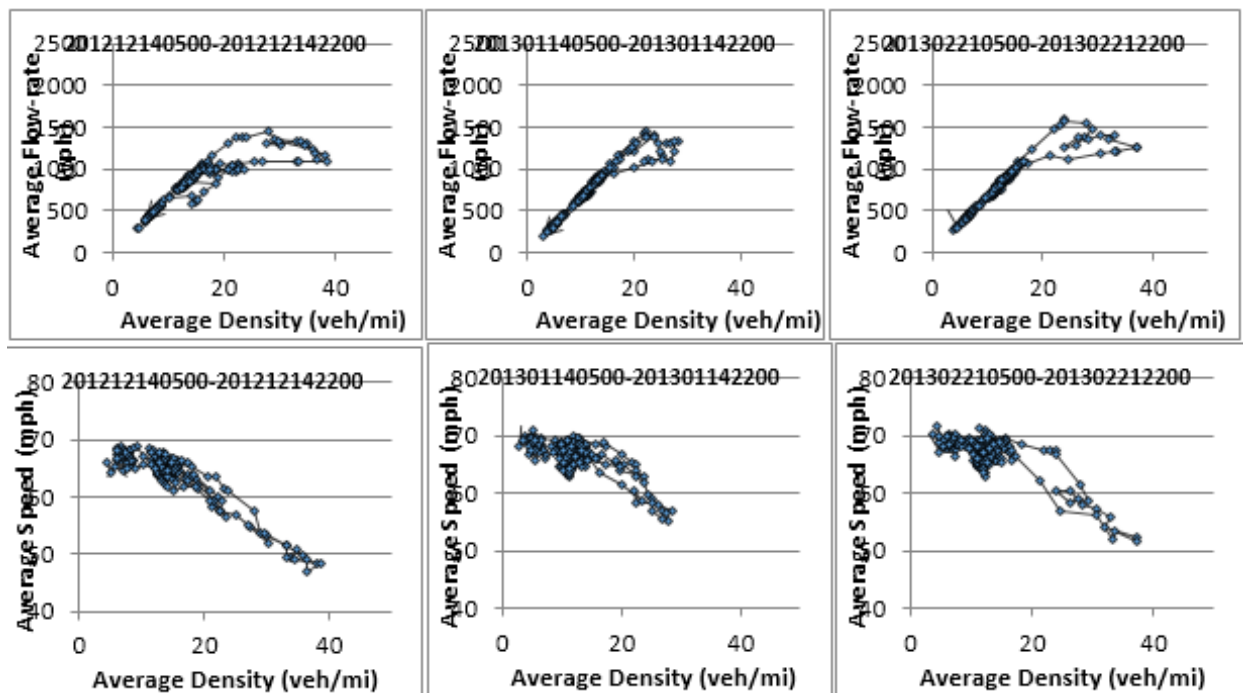 201212140500-201212142200
2500
2000
1500
1000
500
0
0 20 40
Average Flow-rate
(vph)
Average Density (veh/mi)
201301140500-201301142200
2500
2000
1500
1000
500
0
0 20 40
Average Flow-rate
(vph)
Average Density (veh/mi)
201302210500-201302212200
2500
2000
1500
1000
500
0
0 20 40
Average Flow-rate
(vph)
Average Density (veh/mi)
201212140500-201212142200
80
70
60
50
40
0 20 40
Average Speed (mph)
Average Density (veh/mi)
201301140500-201301142200
80
70
60
50
40
0 20 40
Average Speed (mph)
Average Density (veh/mi)
201302210500-201302212200
80
70
60
50
40
0 20 40
Average Speed (mph)
Average Density (veh/mi)